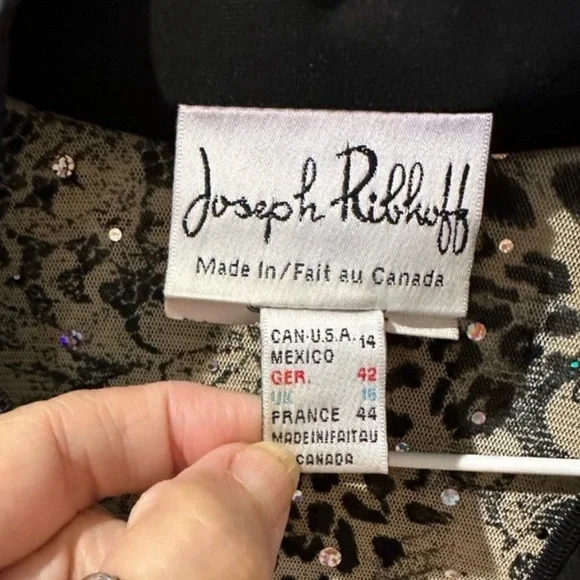 Joseph Ribkoff
Made In/Fait au Canada
CAN-U.S.A. 14
MEXICO
GER. 42
UK 16
FRANCE 44
MADEIN/FAITAU
CANADA